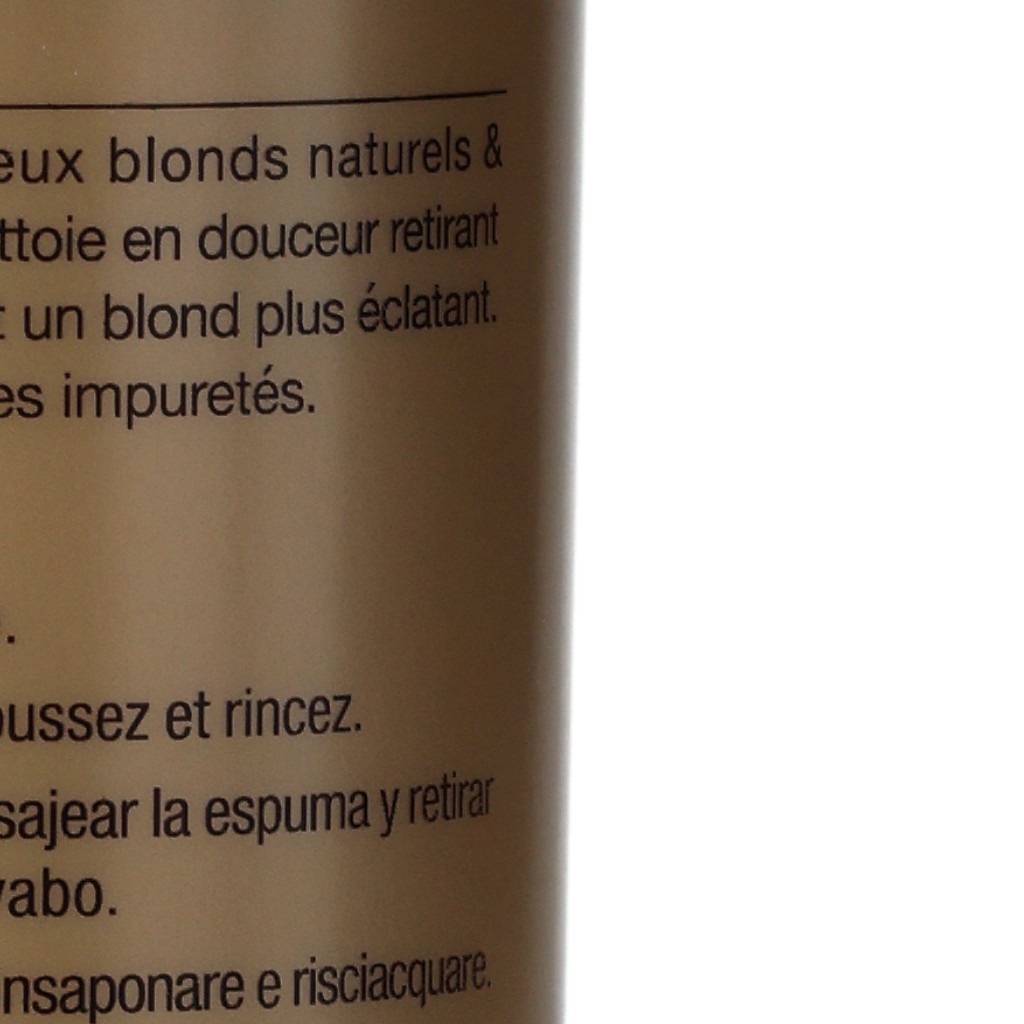 eux blonds naturels &
ttoie en douceur retirant
t un blond plus éclatant.
es impuretés.
.
oussez et rincez.
sajear la espuma y retirar
vabo.
nsaponare e risciacquare.